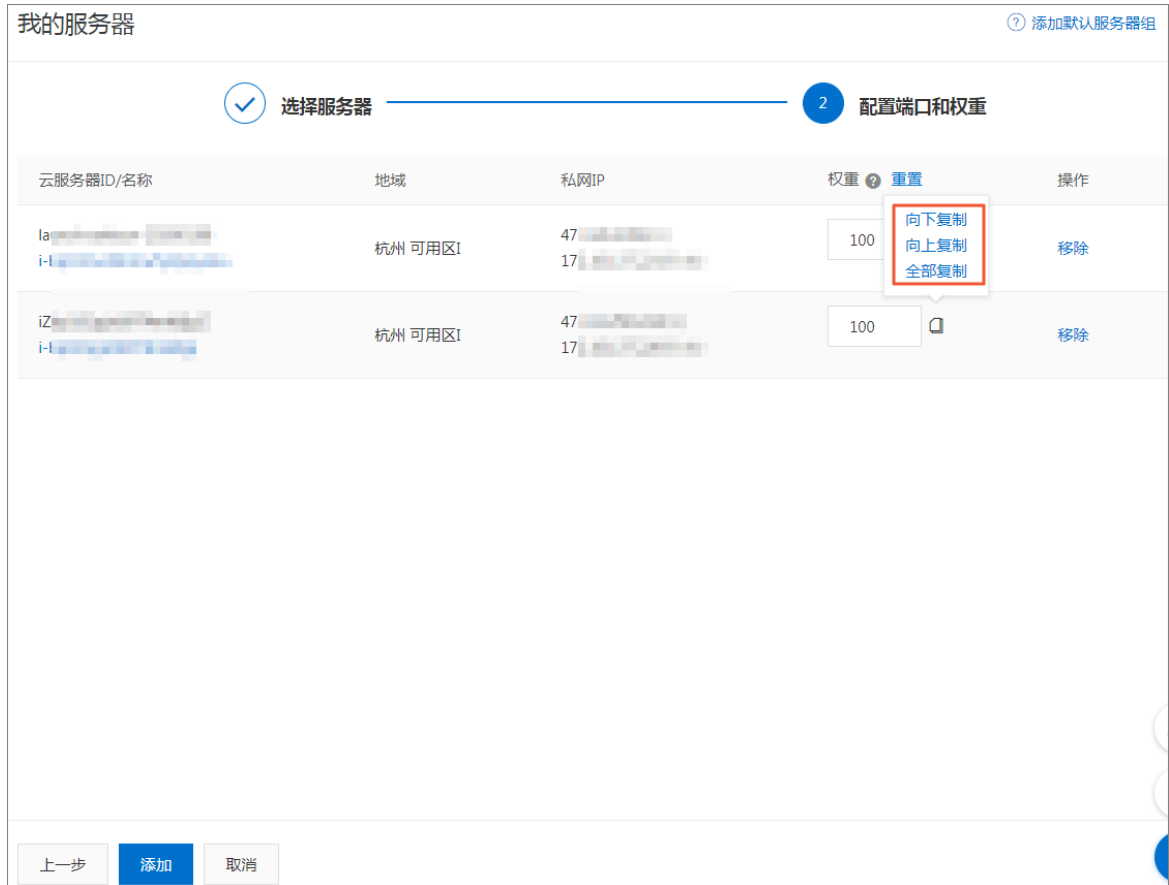 我的服务器
添加默认服务器组
选择服务器
2 配置端口和权重
云服务器ID/名称 地域 私网IP 权重 重置 操作
向下复制
向上复制
全部复制
杭州 可用区I 100 移除
47
17
杭州 可用区I 100 移除
47
17
上一步 添加 取消